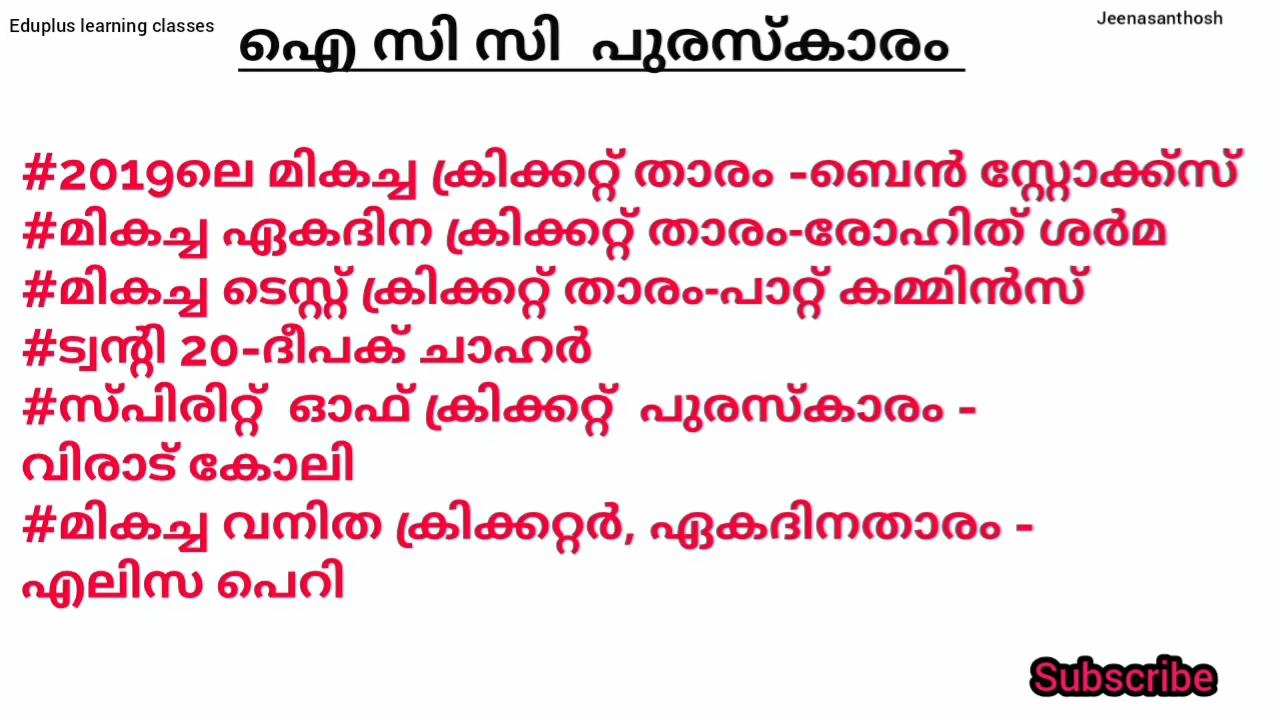 Eduplus learning classes
Jeenasanthosh
ഐ സി സി പുരസ്കാരം
#2019ലെ മികച്ച ക്രിക്കറ്റ് താരം -ബെൻ സ്റ്റോക്ക്സ്
#മികച്ച ഏകദിന ക്രിക്കറ്റ് താരം-രോഹിത് ശർമ
#മികച്ച ടെസ്റ്റ് ക്രിക്കറ്റ് താരം-പാറ്റ് കമ്മിൻസ്
#ട്വന്റി 20-ദീപക് ചാഹർ
#സ്പിരിറ്റ് ഓഫ് ക്രിക്കറ്റ് പുരസ്കാരം -
വിരാട് കോലി
#മികച്ച വനിത ക്രിക്കറ്റർ, ഏകദിനതാരം -
എലിസ പെറി
Subscribe